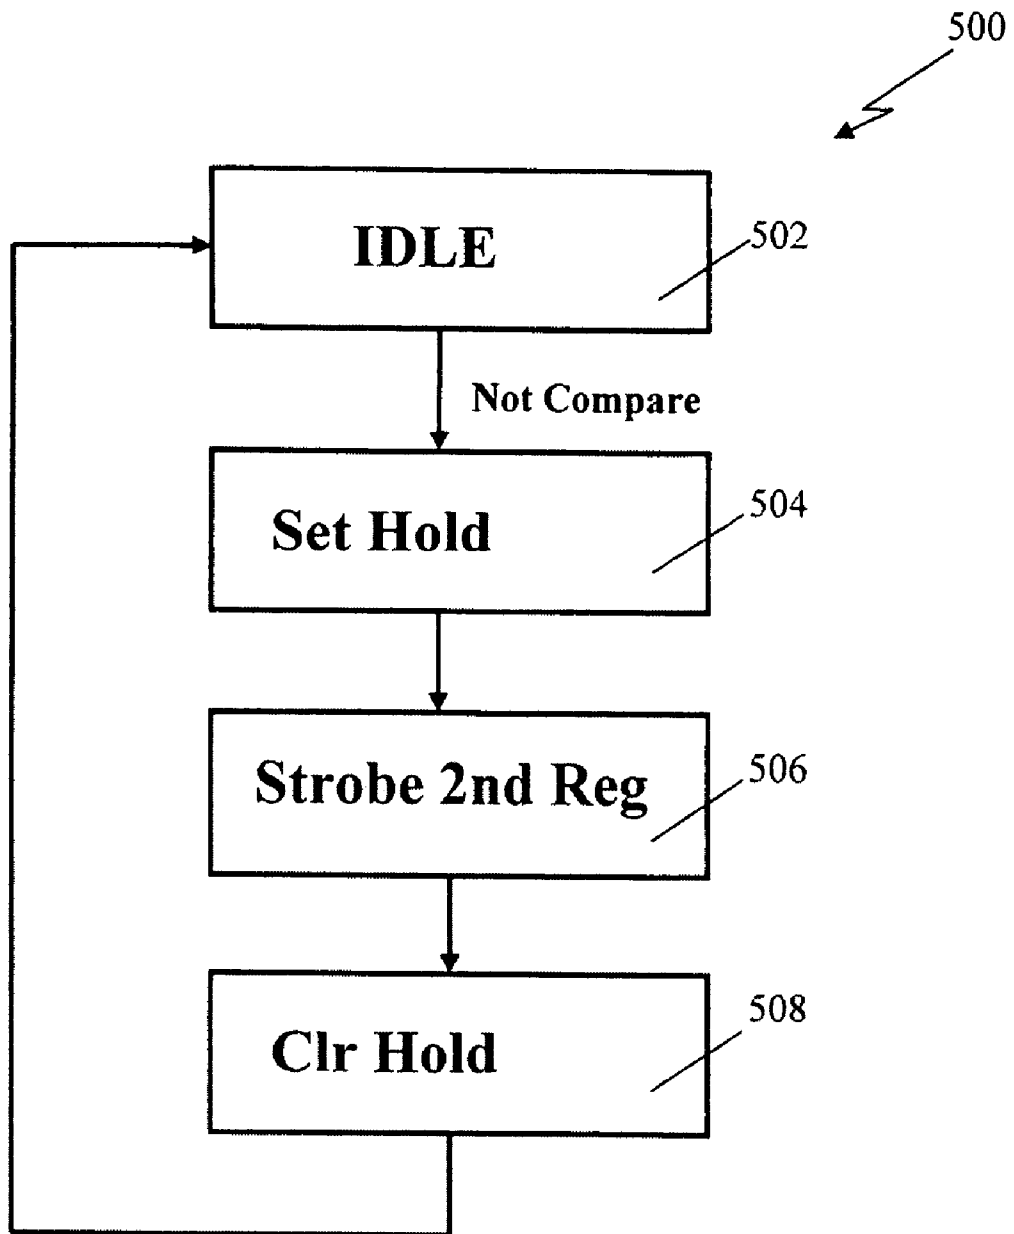 500
IDLE
502
Not Compare
Set Hold
504
Strobe 2nd Reg
506
Clr Hold
508